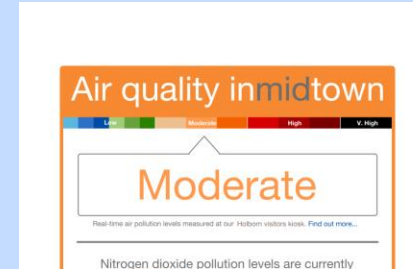 Air quality inmidtown
Low Moderate High V. High
Moderate
Real-time air pollution levels measured at our Holborn visitors kiosk. Find out more...
Nitrogen dioxide pollution levels are currently